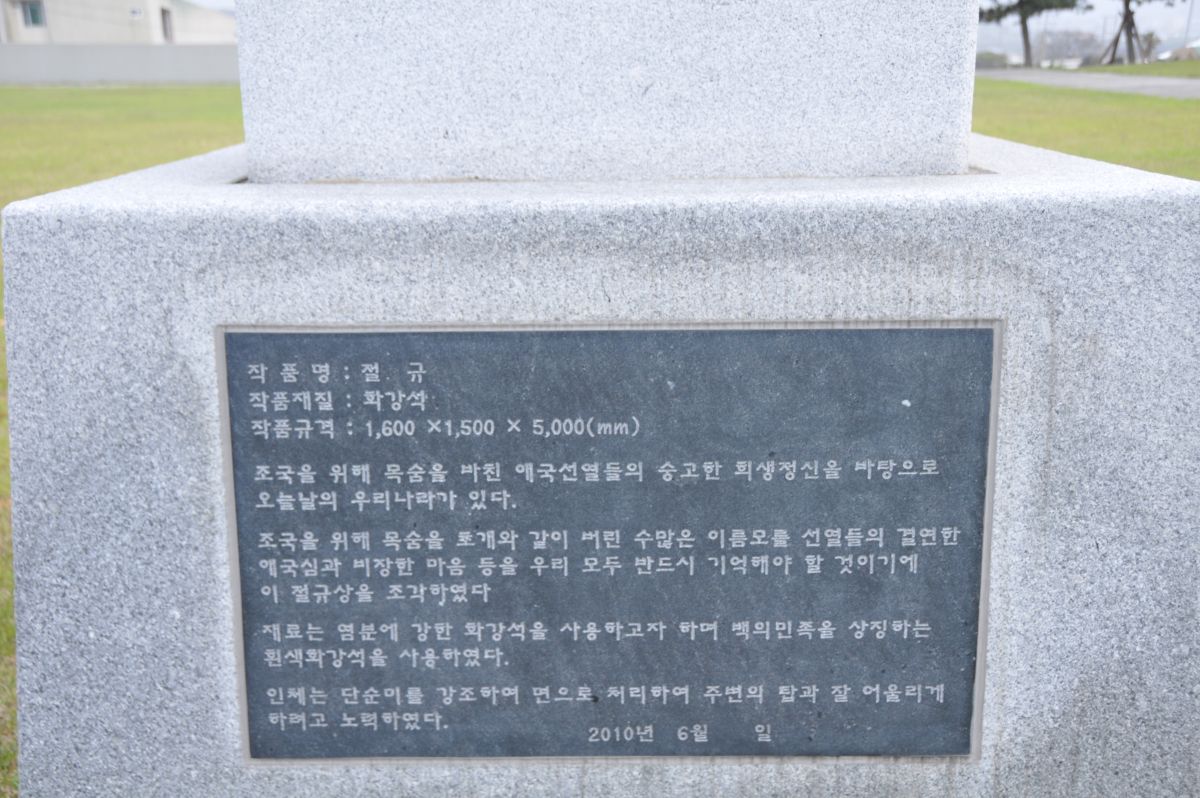 작 품 명 : 절 규
작품재질 : 화강석
작품규격 : 1,600 ×1,500 × 5,000(mm)
조국을 위해 목숨을 바친 애국선열들의 숭고한 희생정신을 바탕으로
오늘날의 우리나라가 있다.
조국을 위해 목숨을 쪼개와 같이 버린 수많은 이름모를 선열들의 결연한
애국심과 비장한 마음 등을 우리 모두 반드시 기억해야 할 것이기에
이 절규상을 조각하였다
재료는 염분에 강한 화강석을 사용하고자 하며 백의민족을 상징하는
흰색화강석을 사용하였다.
인체는 단순미를 강조하여 면으로 처리하여 주변의 탑과 잘 어울리게
하려고 노력하였다.
2010년 6월 일